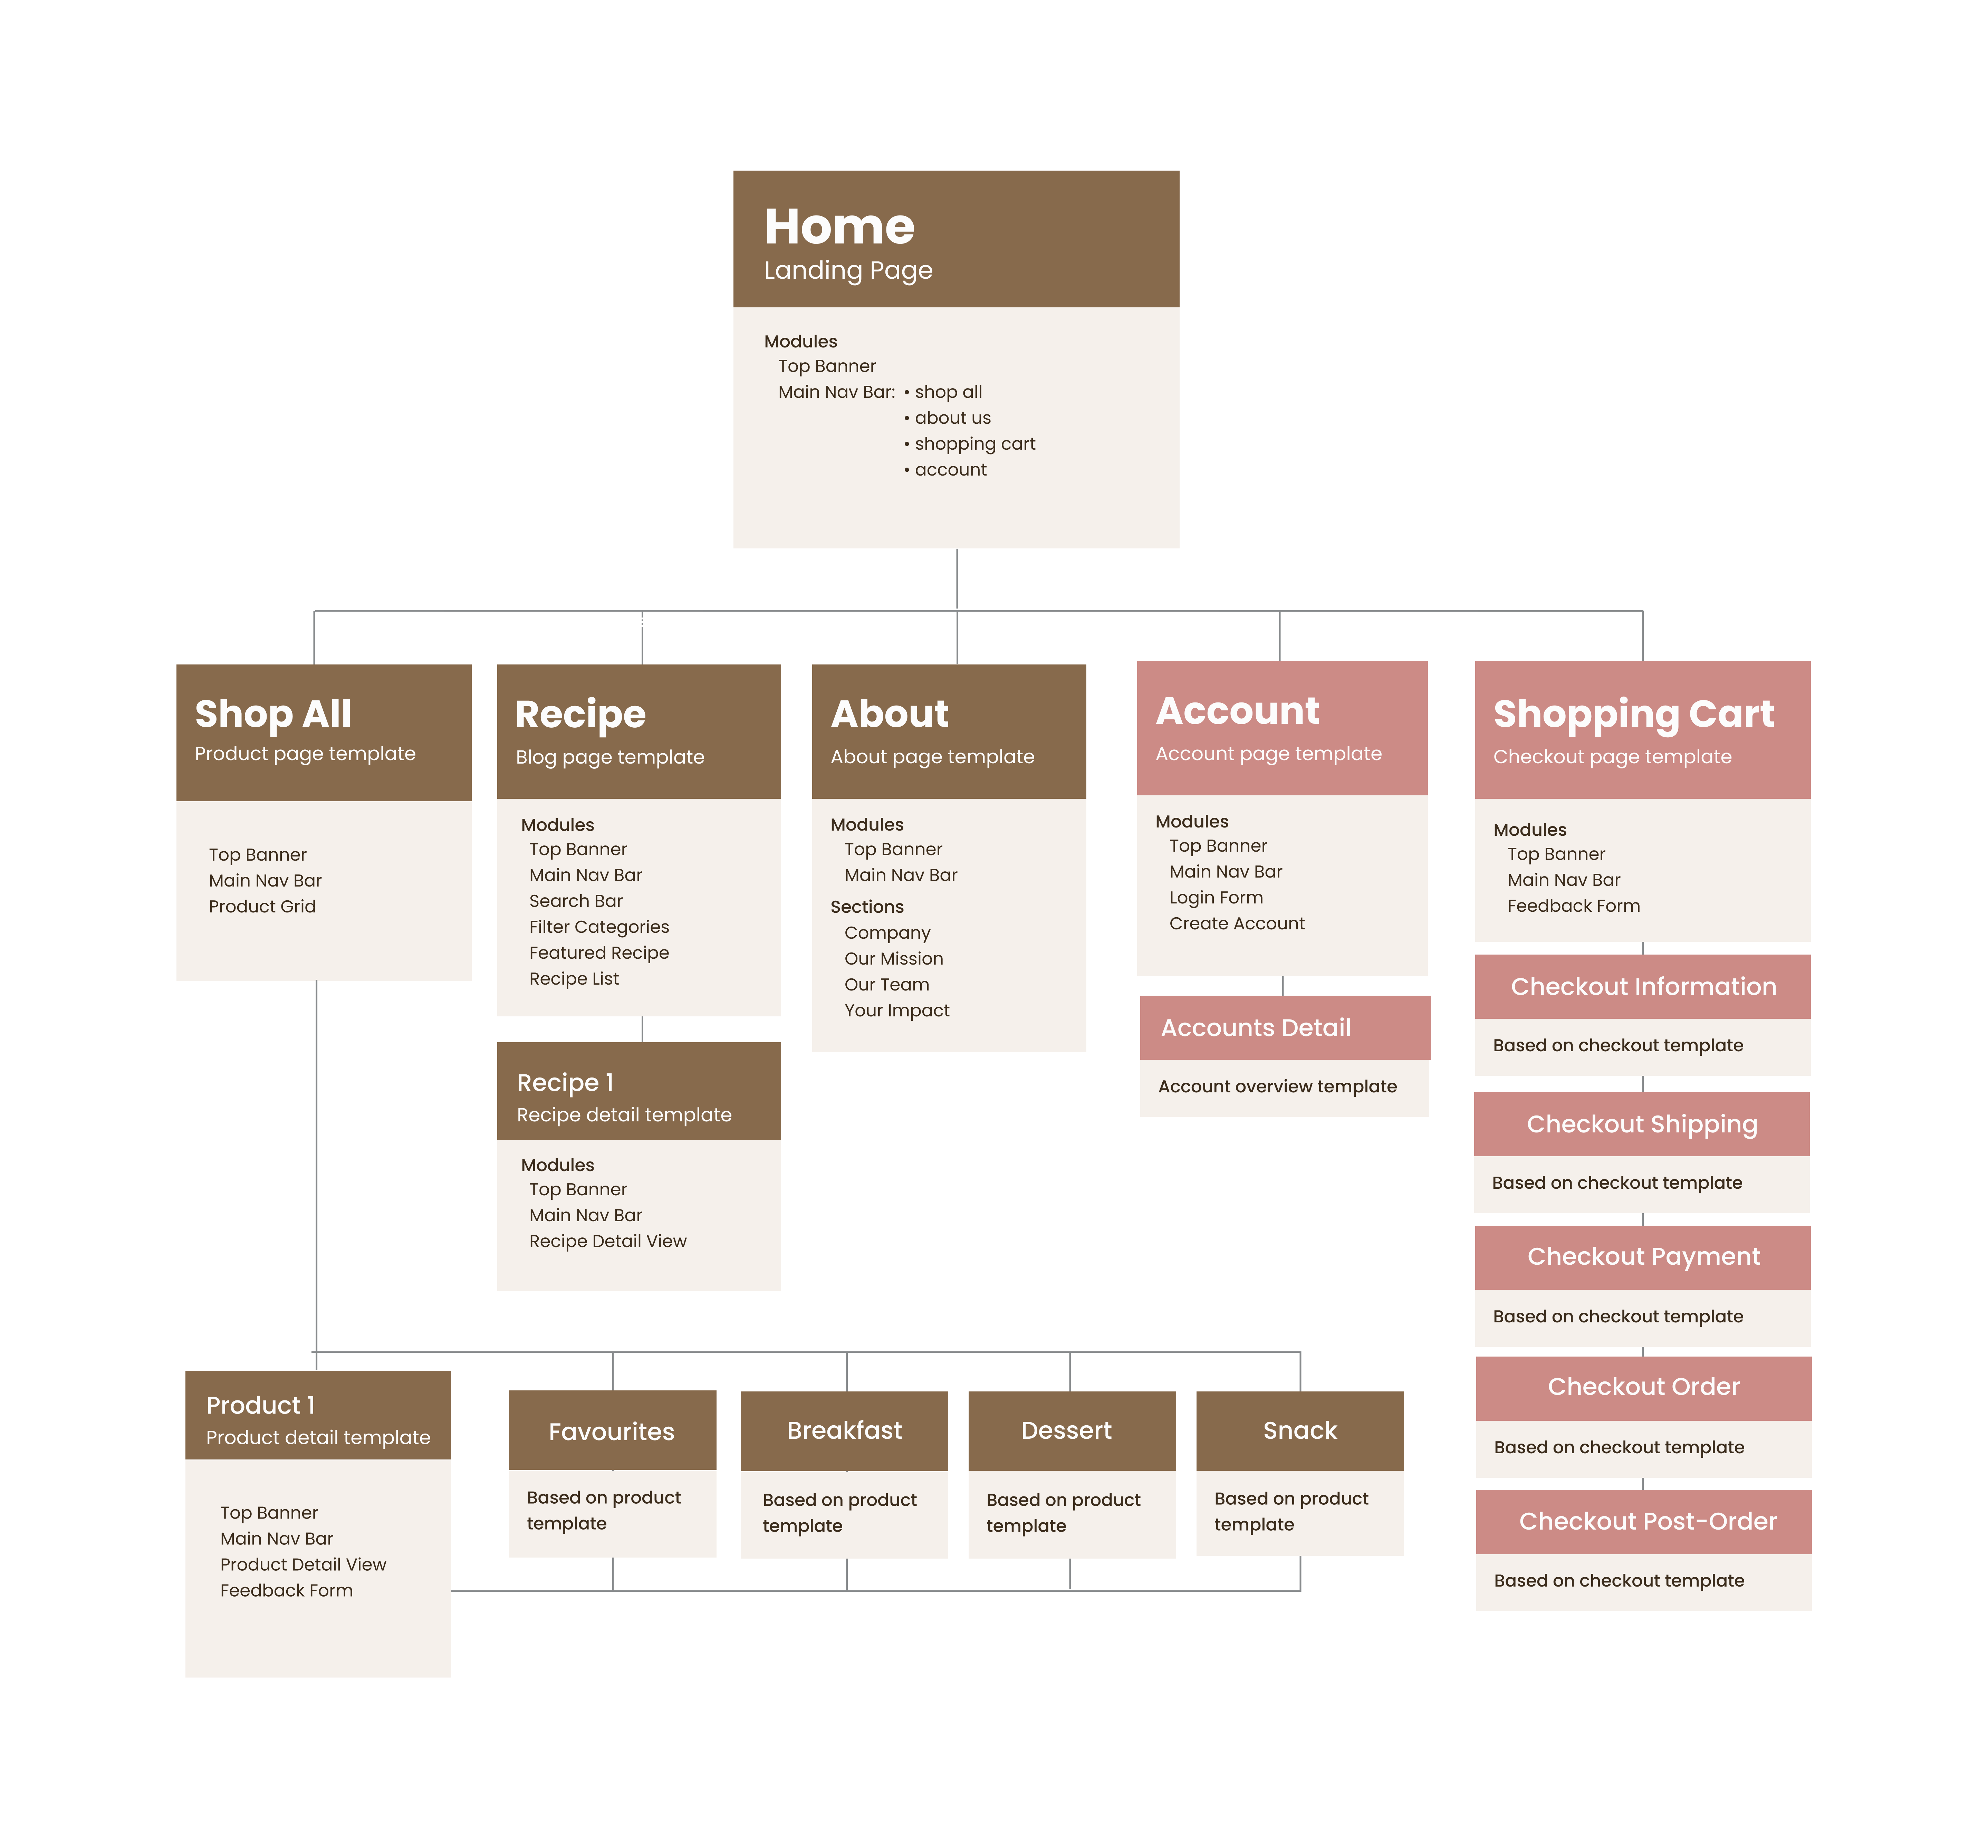 Home
Landing Page
Modules
Top Banner
Main Nav Bar: • shop all
• about us
• shopping cart
• account
Shop All
Product page template
Top Banner
Main Nav Bar
Product Grid
Recipe
Blog page template
Modules
Top Banner
Main Nav Bar
Search Bar
Filter Categories
Featured Recipe
Recipe List
Recipe 1
Recipe detail template
Modules
Top Banner
Main Nav Bar
Recipe Detail View
About
About page template
Modules
Top Banner
Main Nav Bar
Sections
Company
Our Mission
Our Team
Your Impact
Account
Account page template
Modules
Top Banner
Main Nav Bar
Login Form
Create Account
Accounts Detail
Account overview template
Shopping Cart
Checkout page template
Modules
Top Banner
Main Nav Bar
Feedback Form
Checkout Information
Based on checkout template
Checkout Shipping
Based on checkout template
Checkout Payment
Based on checkout template
Checkout Order
Based on checkout template
Checkout Post-Order
Based on checkout template
Product 1
Product detail template
Top Banner
Main Nav Bar
Product Detail View
Feedback Form
Favourites
Based on product
template
Breakfast
Based on product
template
Dessert
Based on product
template
Snack
Based on product
template